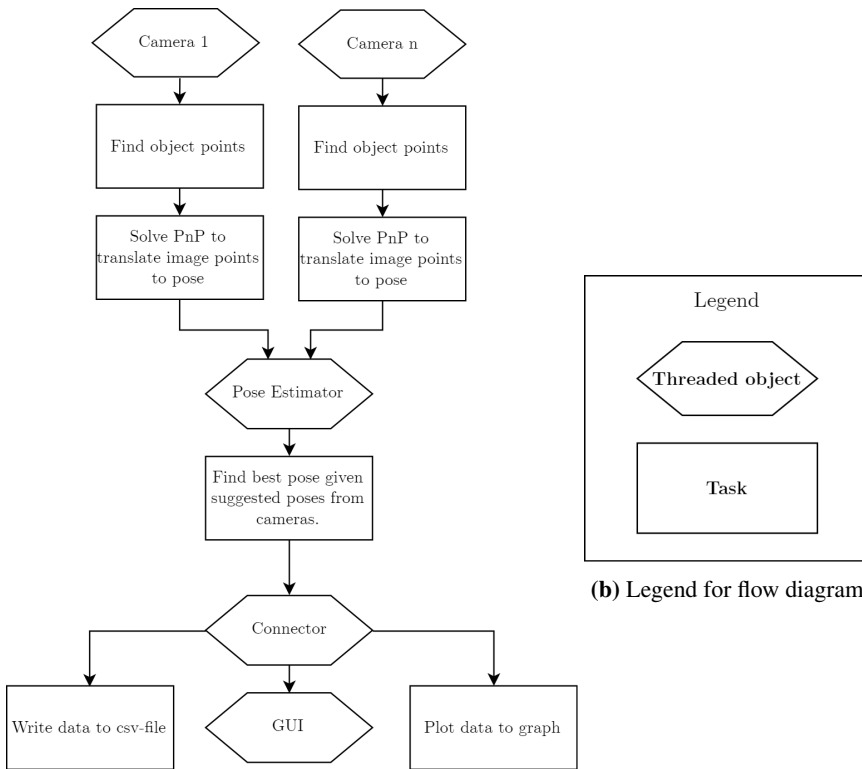 Camera 1
Camera n
Find object points
Find object points
Solve PnP to
translate image points
to pose
Solve PnP to
translate image points
to pose
Pose Estimator
Find best pose given
suggested poses from
cameras.
Connector
Write data to csv-file
GUI
Plot data to graph
Legend
Threaded object
Task
(b) Legend for flow diagram